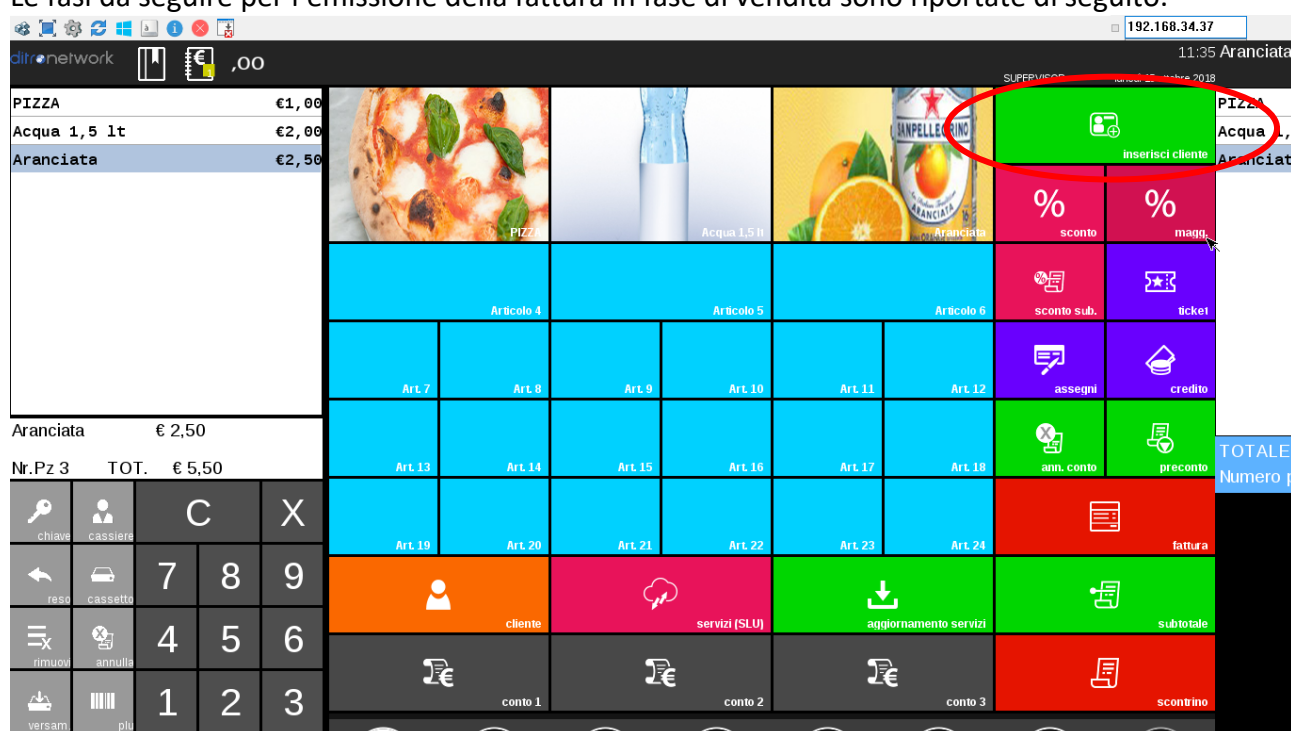 Le fasi da seguire per l'emissione della fattura in fase di vendita sono riportate di seguito:
192.168.34.37
ditronetwork
,00
11:35
Aranciata
SUPERVISOR
2018
PIZZA €1,00
Acqua 1,5 lt €2,00
Aranciata €2,50
PIZZA
Acqua 1,5 lt
SANPELLEGRINO
ARANCIATA
Aranciata
inserisci cliente
PIZZA
Acqua 1,
Aranciat
% sconto
% magg.
Articolo 4
Articolo 5
Articolo 6
sconto sub.
ticket
Art. 7
Art. 8
Art. 9
Art. 10
Art. 11
Art. 12
assegni
credito
Aranciata € 2,50
Nr.Pz 3 TOT. € 5,50
Art. 13
Art. 14
Art. 15
Art. 16
Art. 17
Art. 18
ann. conto
preconto
TOTALE
Numero p
chiave
cassiere
C
X
Art. 19
Art. 20
Art. 21
Art. 22
Art. 23
Art. 24
fattura
reso
cassetto
7
8
9
cliente
servizi (SLU)
aggiornamento servizi
subtotale
rimuovi
annulla
4
5
6
conto 1
conto 2
conto 3
scontrino
versam.
plu
1
2
3